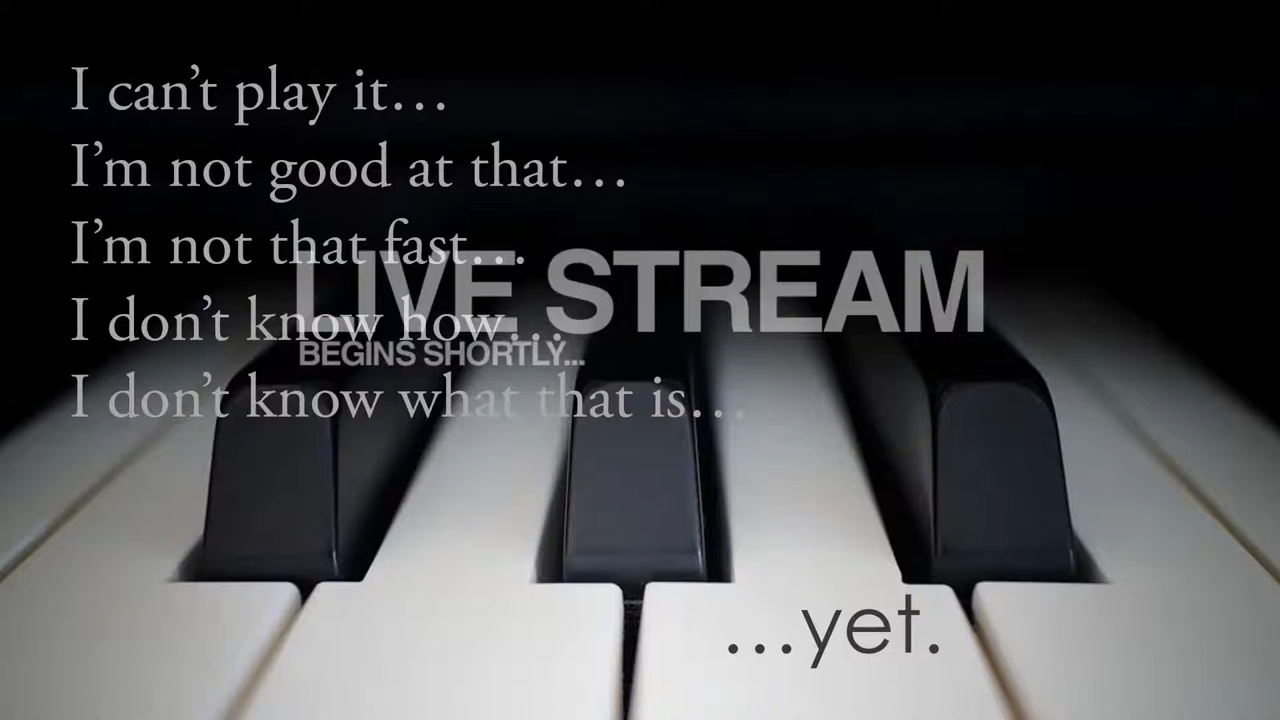 I can’t play it…
I’m not good at that…
I’m not that fast…
LIVE STREAM
I don’t know how…
BEGINS SHORTLY...
I don’t know what that is…
…yet.